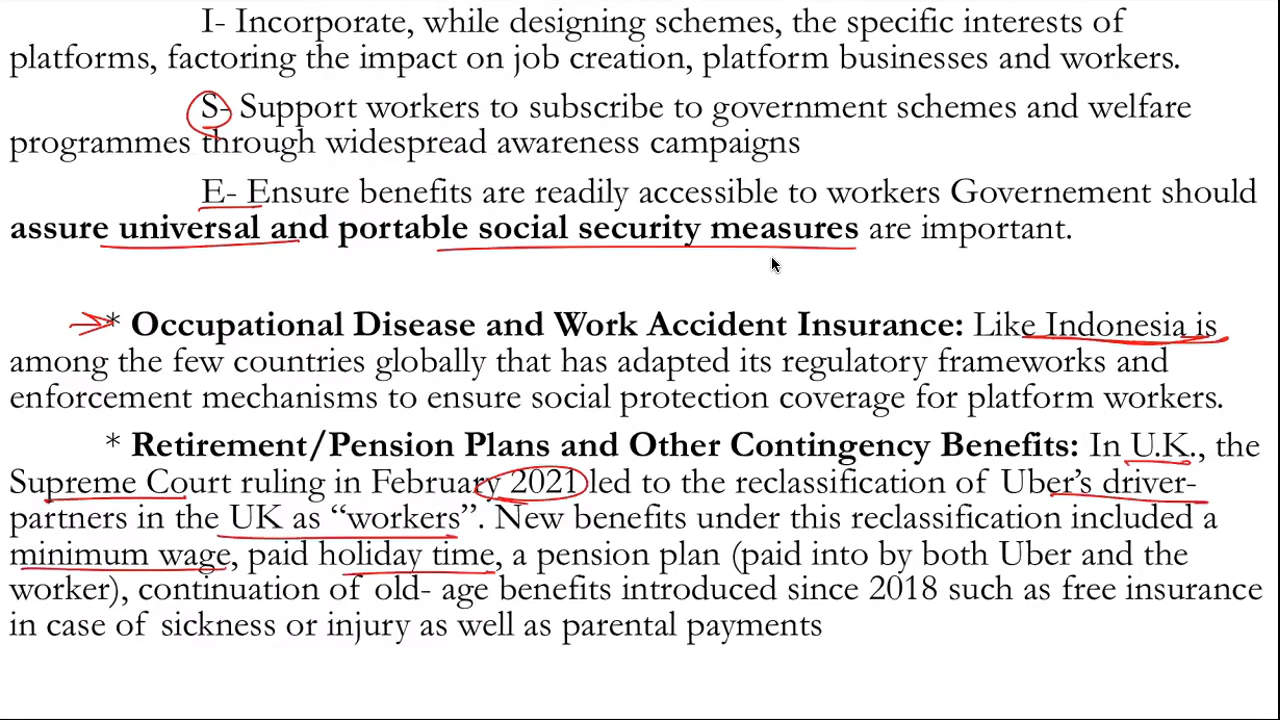 I- Incorporate, while designing schemes, the specific interests of
platforms, factoring the impact on job creation, platform businesses and workers.
S- Support workers to subscribe to government schemes and welfare
programmes through widespread awareness campaigns
E- Ensure benefits are readily accessible to workers Governement should
assure universal and portable social security measures are important.
* Occupational Disease and Work Accident Insurance: Like Indonesia is
among the few countries globally that has adapted its regulatory frameworks and
enforcement mechanisms to ensure social protection coverage for platform workers.
* Retirement/Pension Plans and Other Contingency Benefits: In U.K., the
Supreme Court ruling in February 2021 led to the reclassification of Uber's driver-
partners in the UK as “workers”. New benefits under this reclassification included a
minimum wage, paid holiday time, a pension plan (paid into by both Uber and the
worker), continuation of old- age benefits introduced since 2018 such as free insurance
in case of sickness or injury as well as parental payments